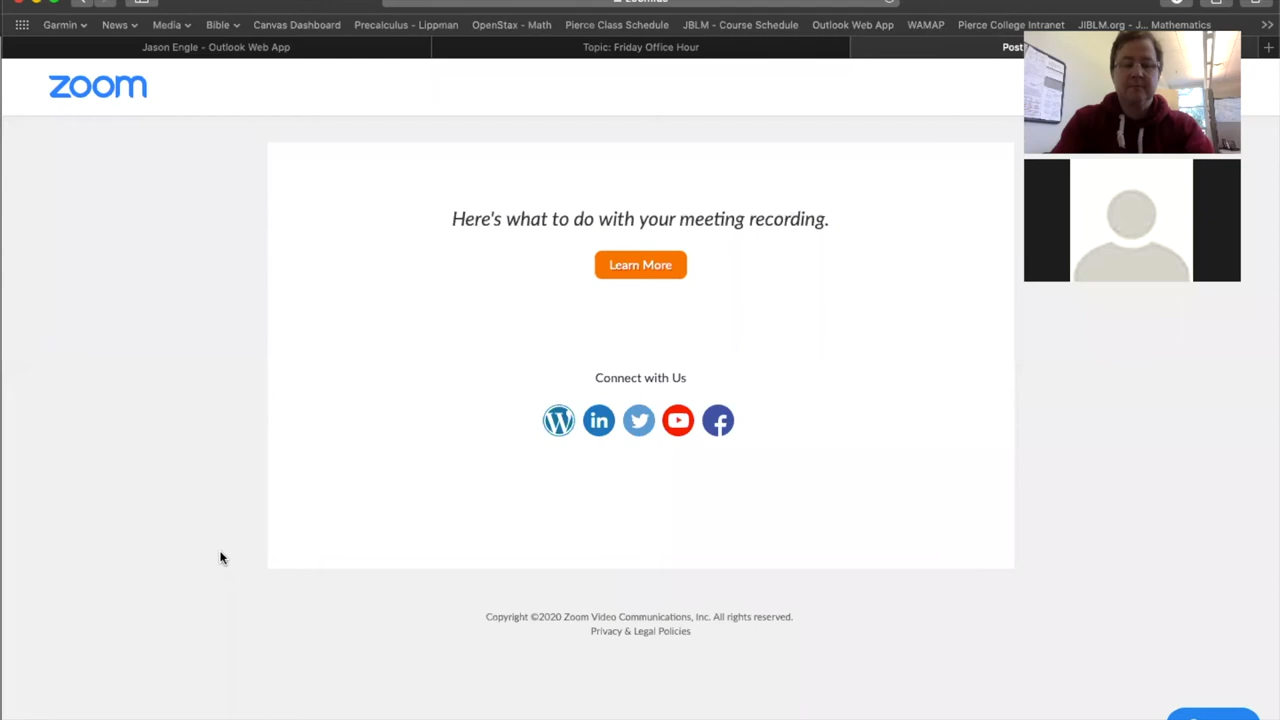 Garmin News Media Bible Canvas Dashboard Precalculus - Lippman OpenStax - Math Pierce Class Schedule JBLM - Course Schedule Outlook Web App WAMAP Pierce College Intranet JIBLM.org - J... Mathematics >>
Jason Engle - Outlook Web App Topic: Friday Office Hour +
zoom
Here's what to do with your meeting recording.
Learn More
Connect with Us
Copyright ©2020 Zoom Video Communications, Inc. All rights reserved.
Privacy & Legal Policies